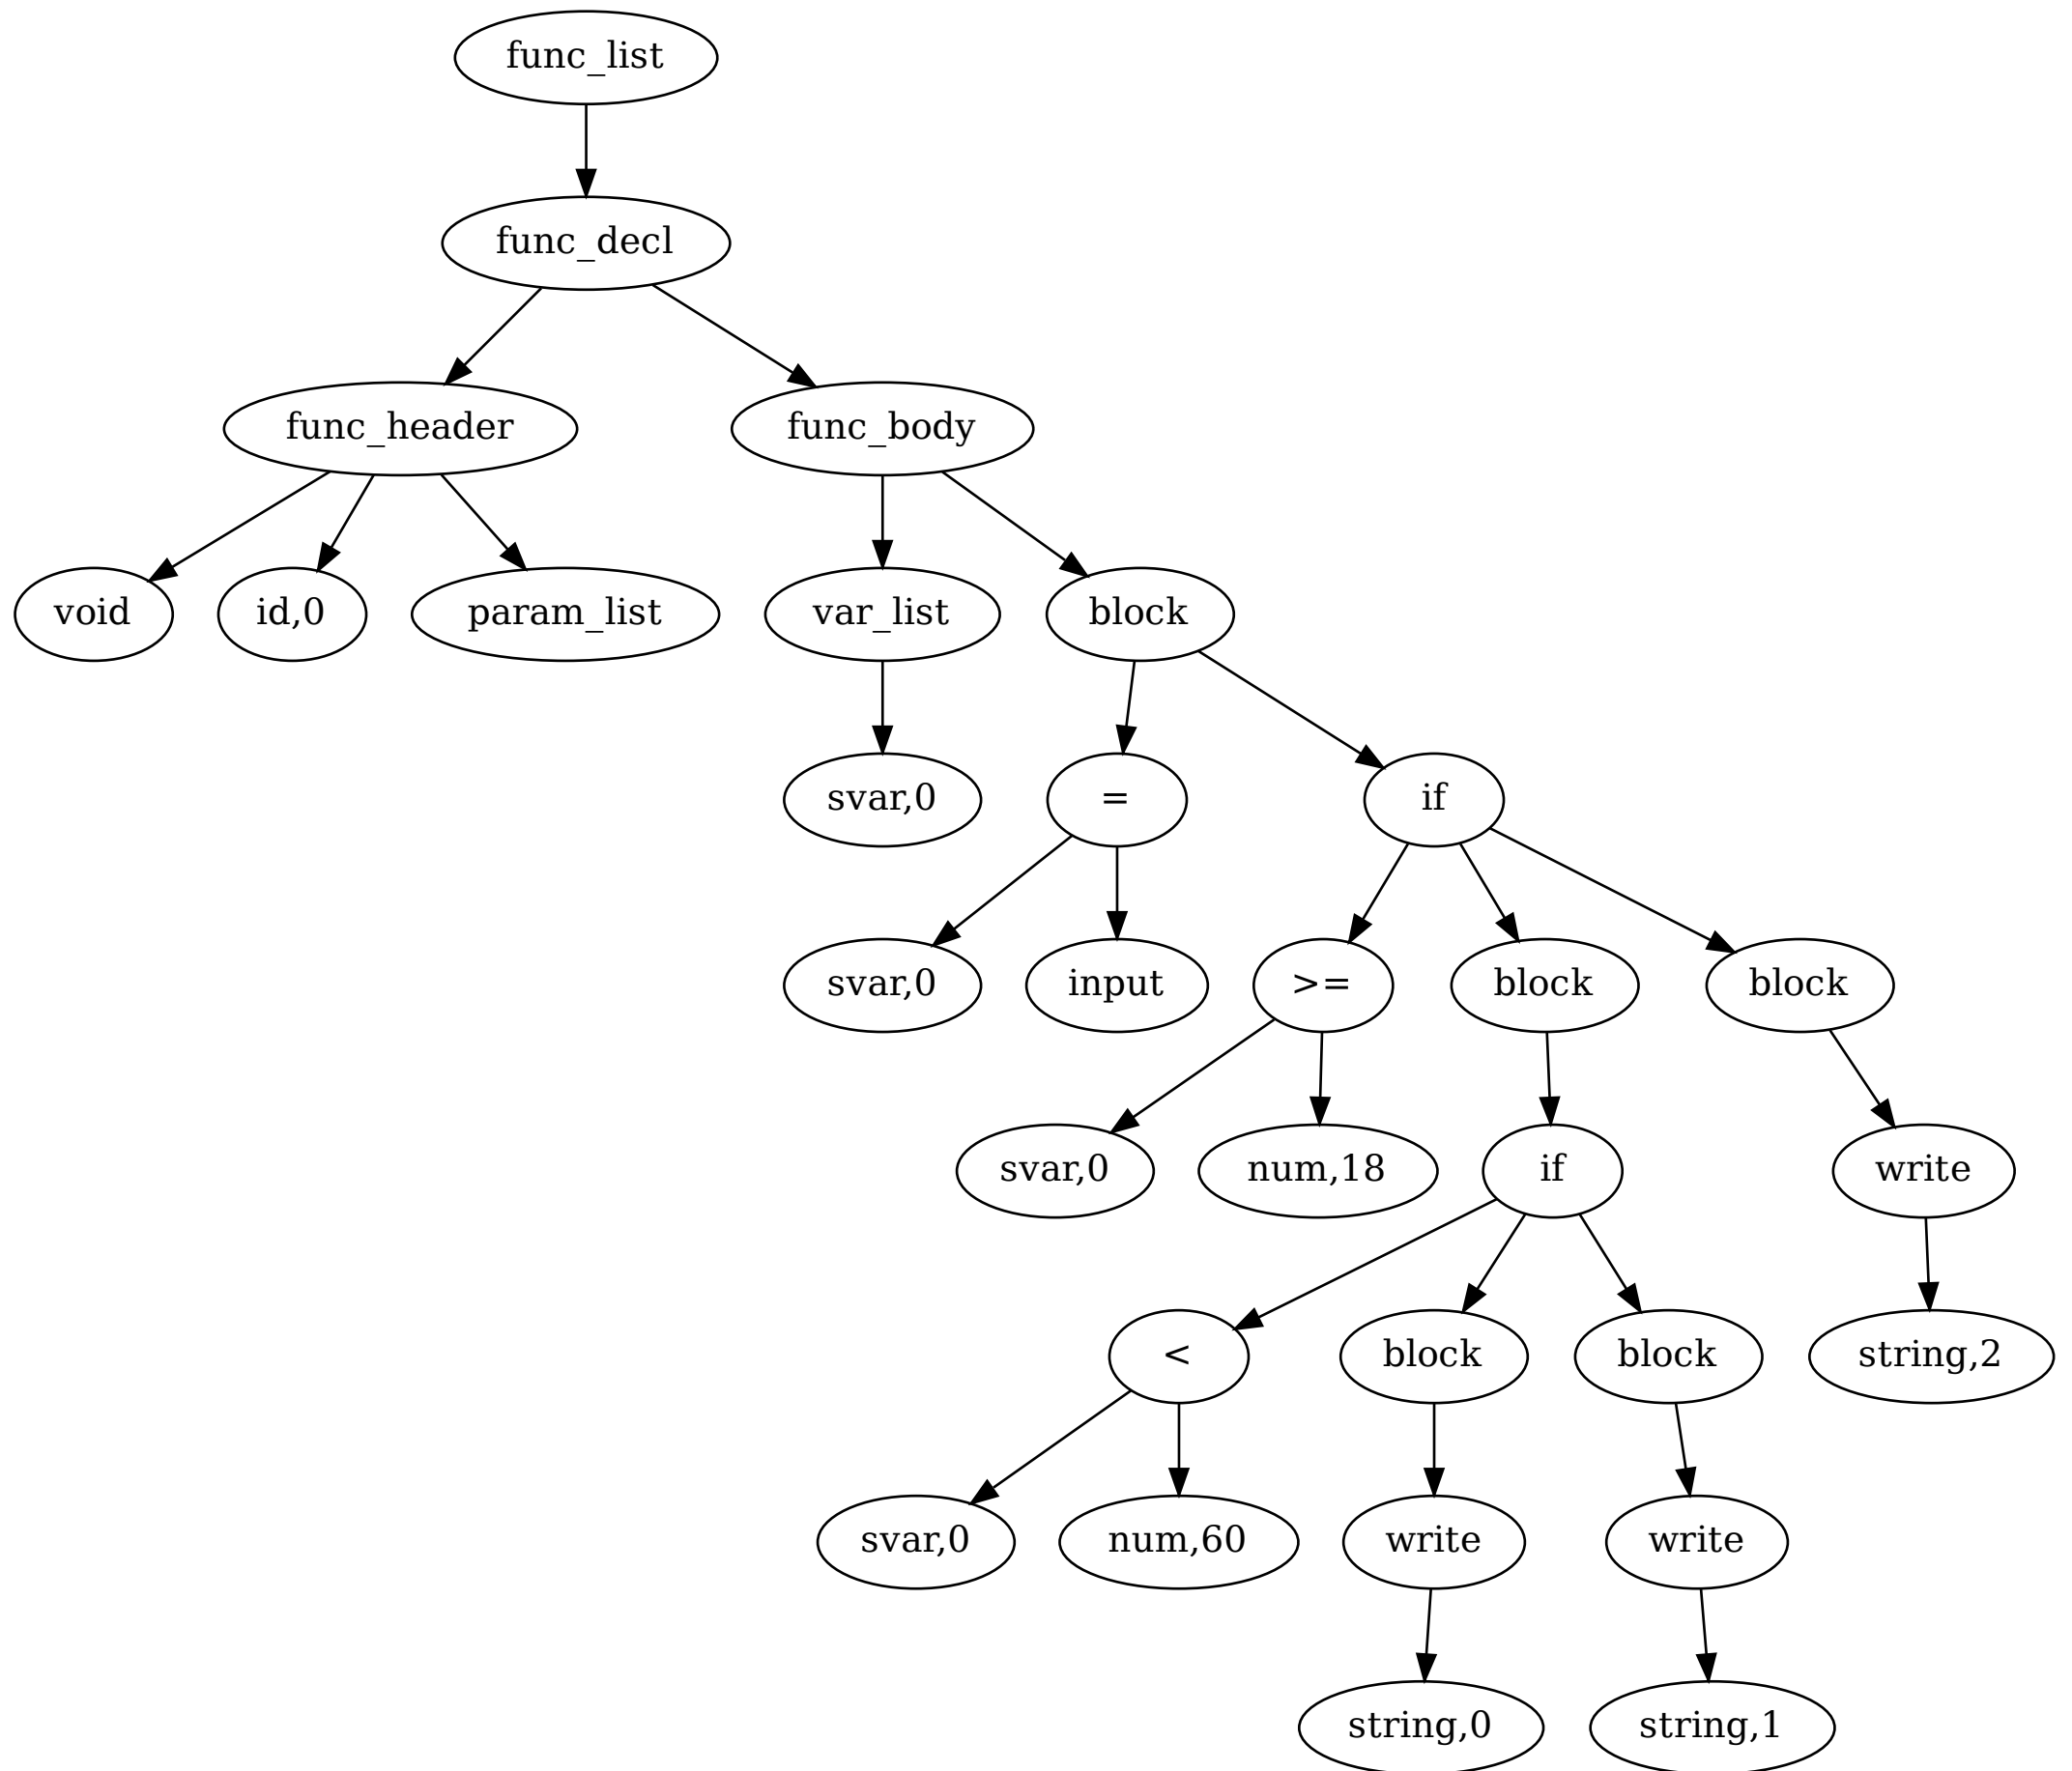 func_list
func_decl
func_header
func_body
void
id,0
param_list
var_list
block
svar,0
=
if
svar,0
input
>=
block
block
svar,0
num,18
if
write
<
block
block
string,2
svar,0
num,60
write
write
string,0
string,1